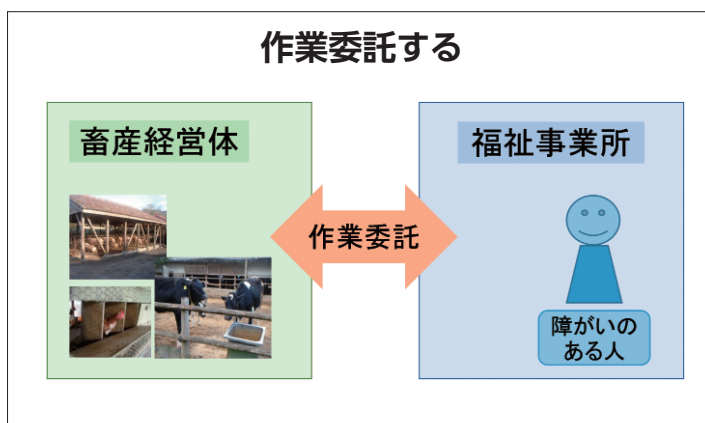 作業委託する
畜産経営体
福祉事業所
作業委託
障がいの
ある人